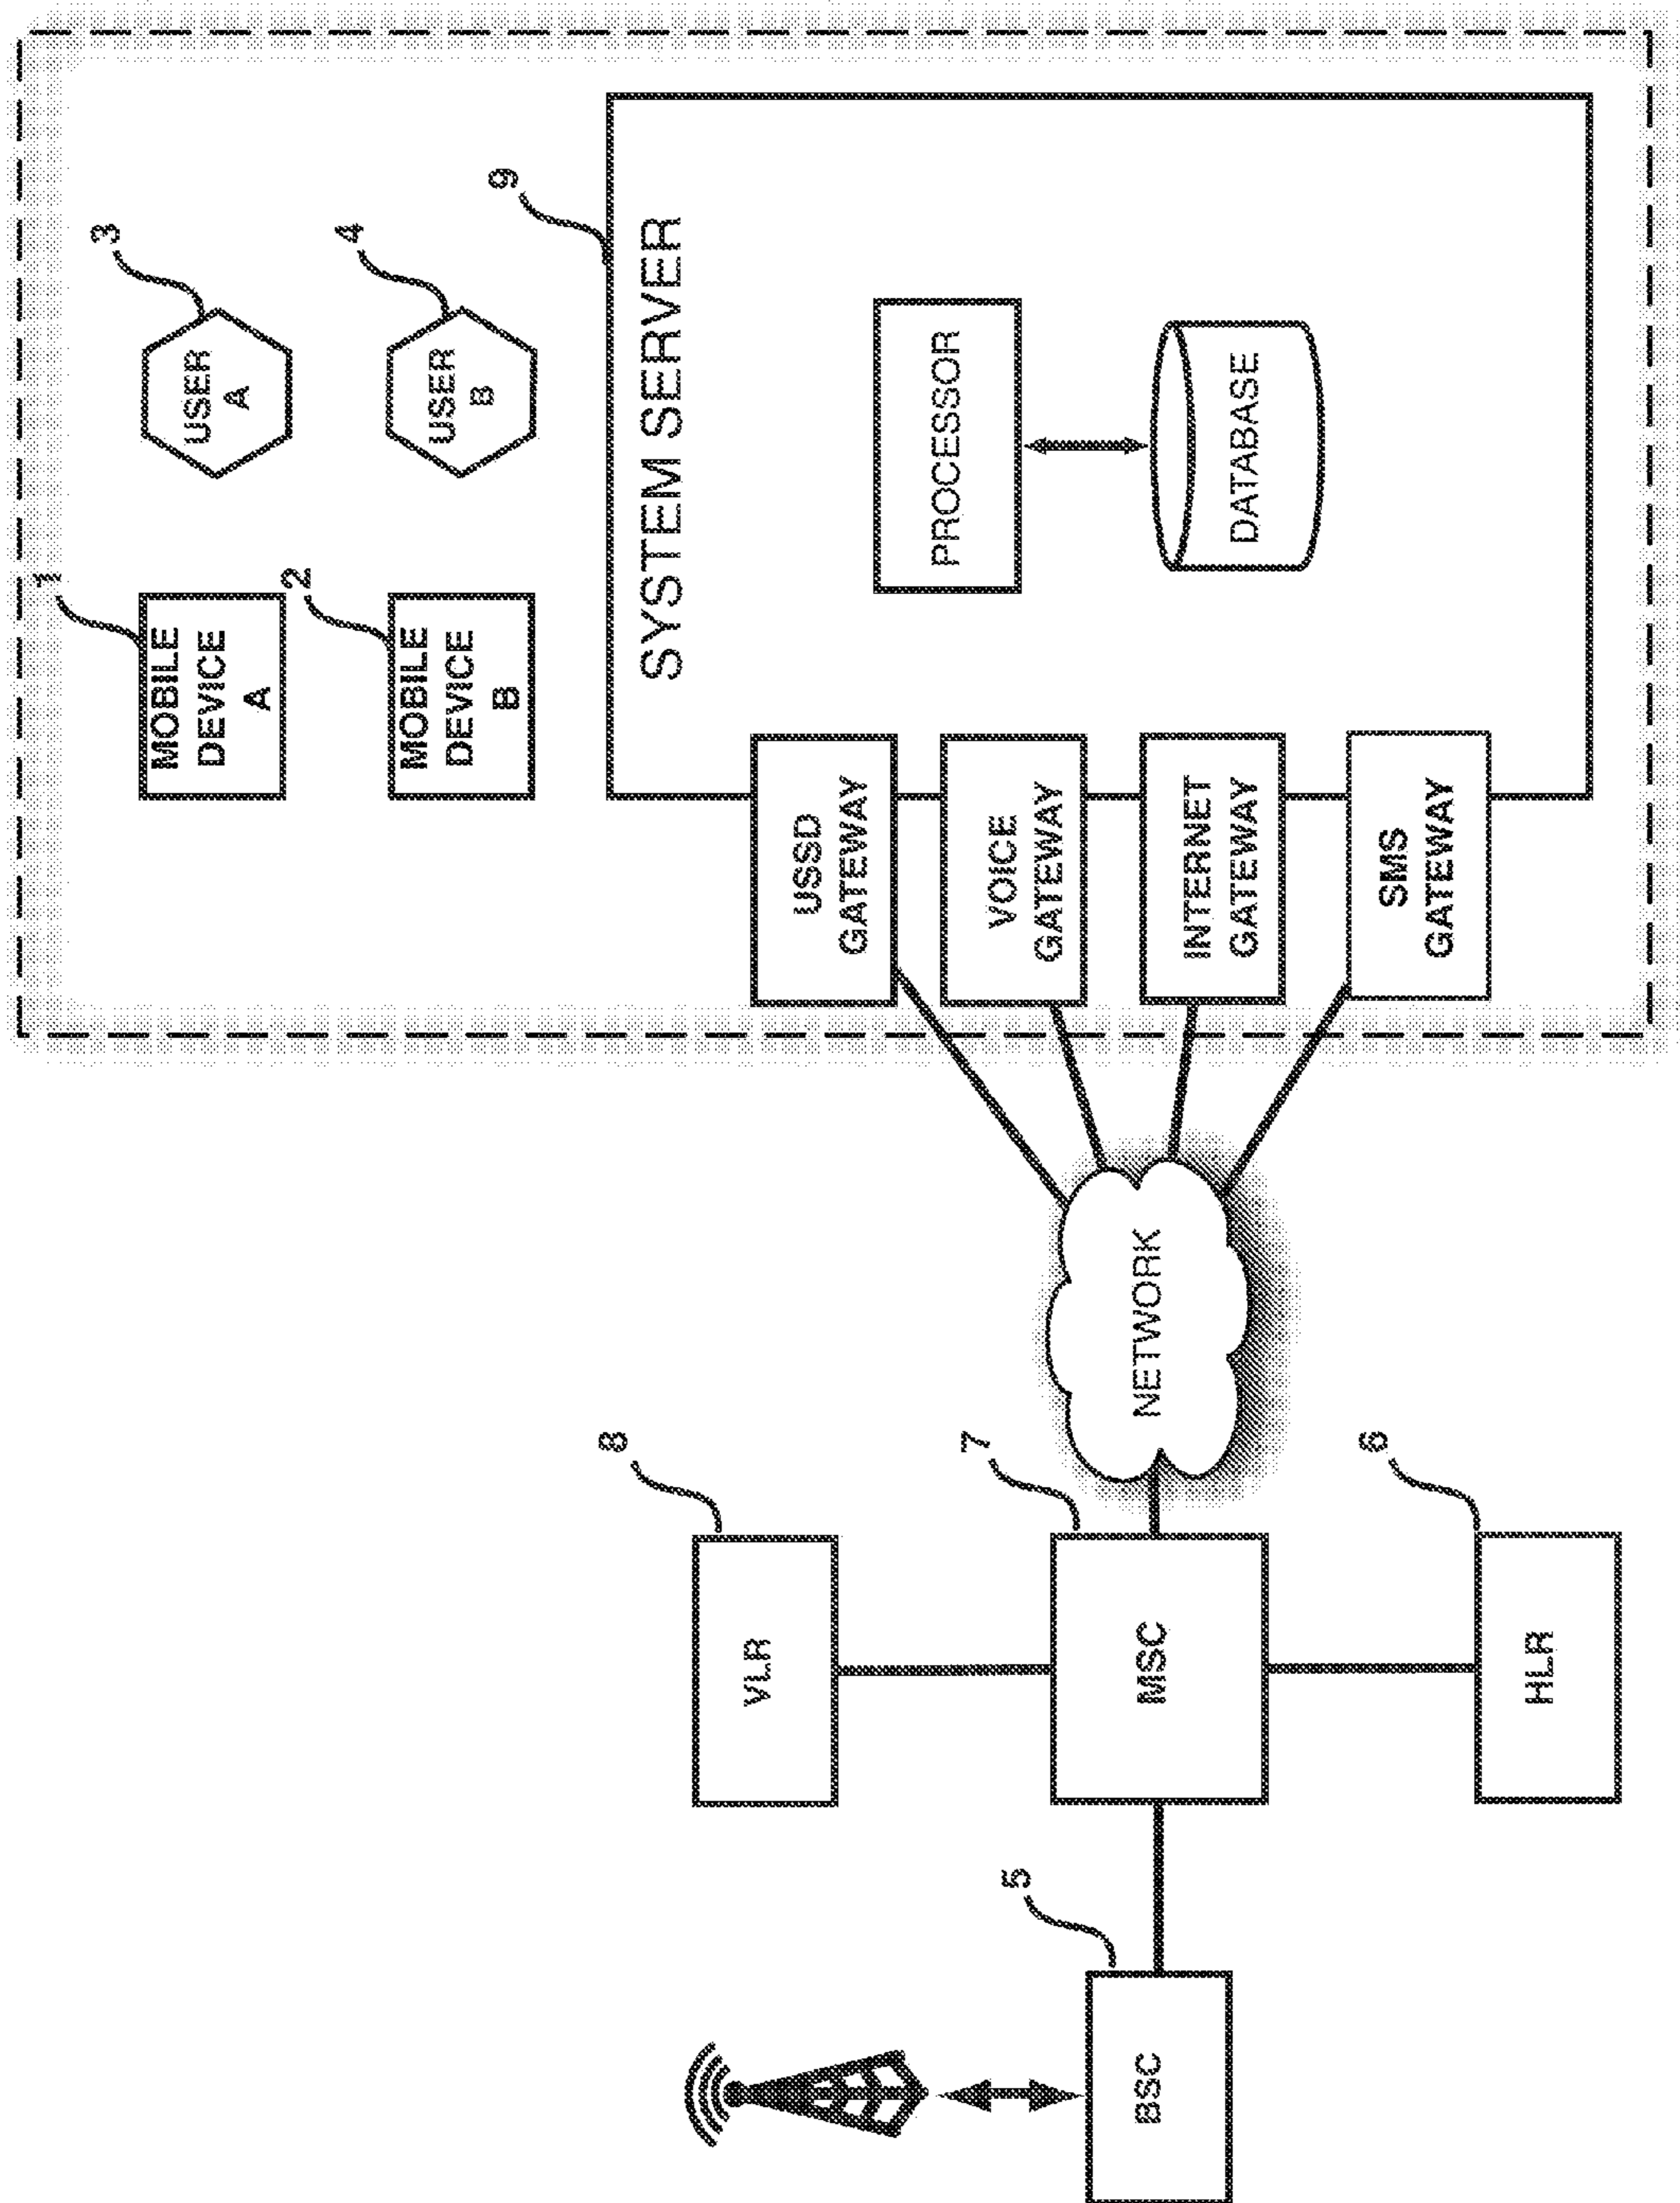 1
MOBILE
DEVICE
A
3
USER
A
2
MOBILE
DEVICE
B
4
USER
B
9
SYSTEM SERVER
USSD
GATEWAY
VOICE
GATEWAY
INTERNET
GATEWAY
SMS
GATEWAY
PROCESSOR
DATABASE
8
VLR
7
MSC
NETWORK
5
BSC
6
HLR